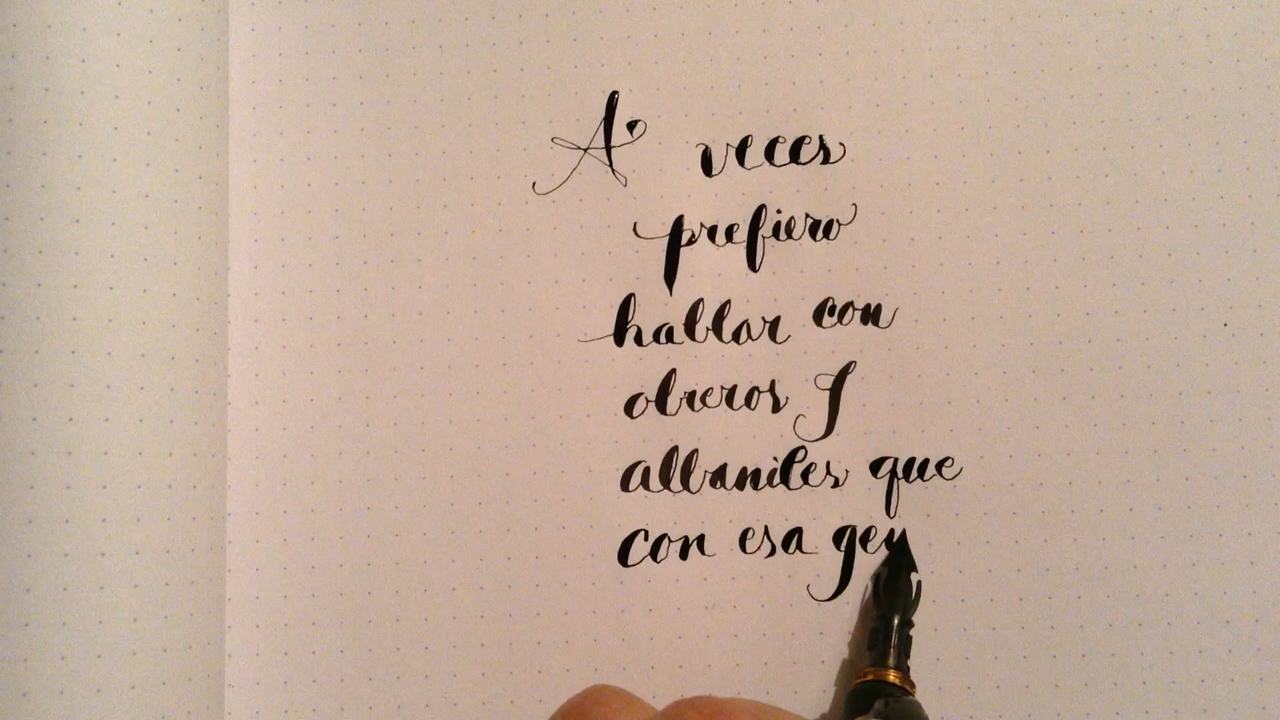 A veces
prefiero
hablar con
obreros y
albaniles que
con esa gen